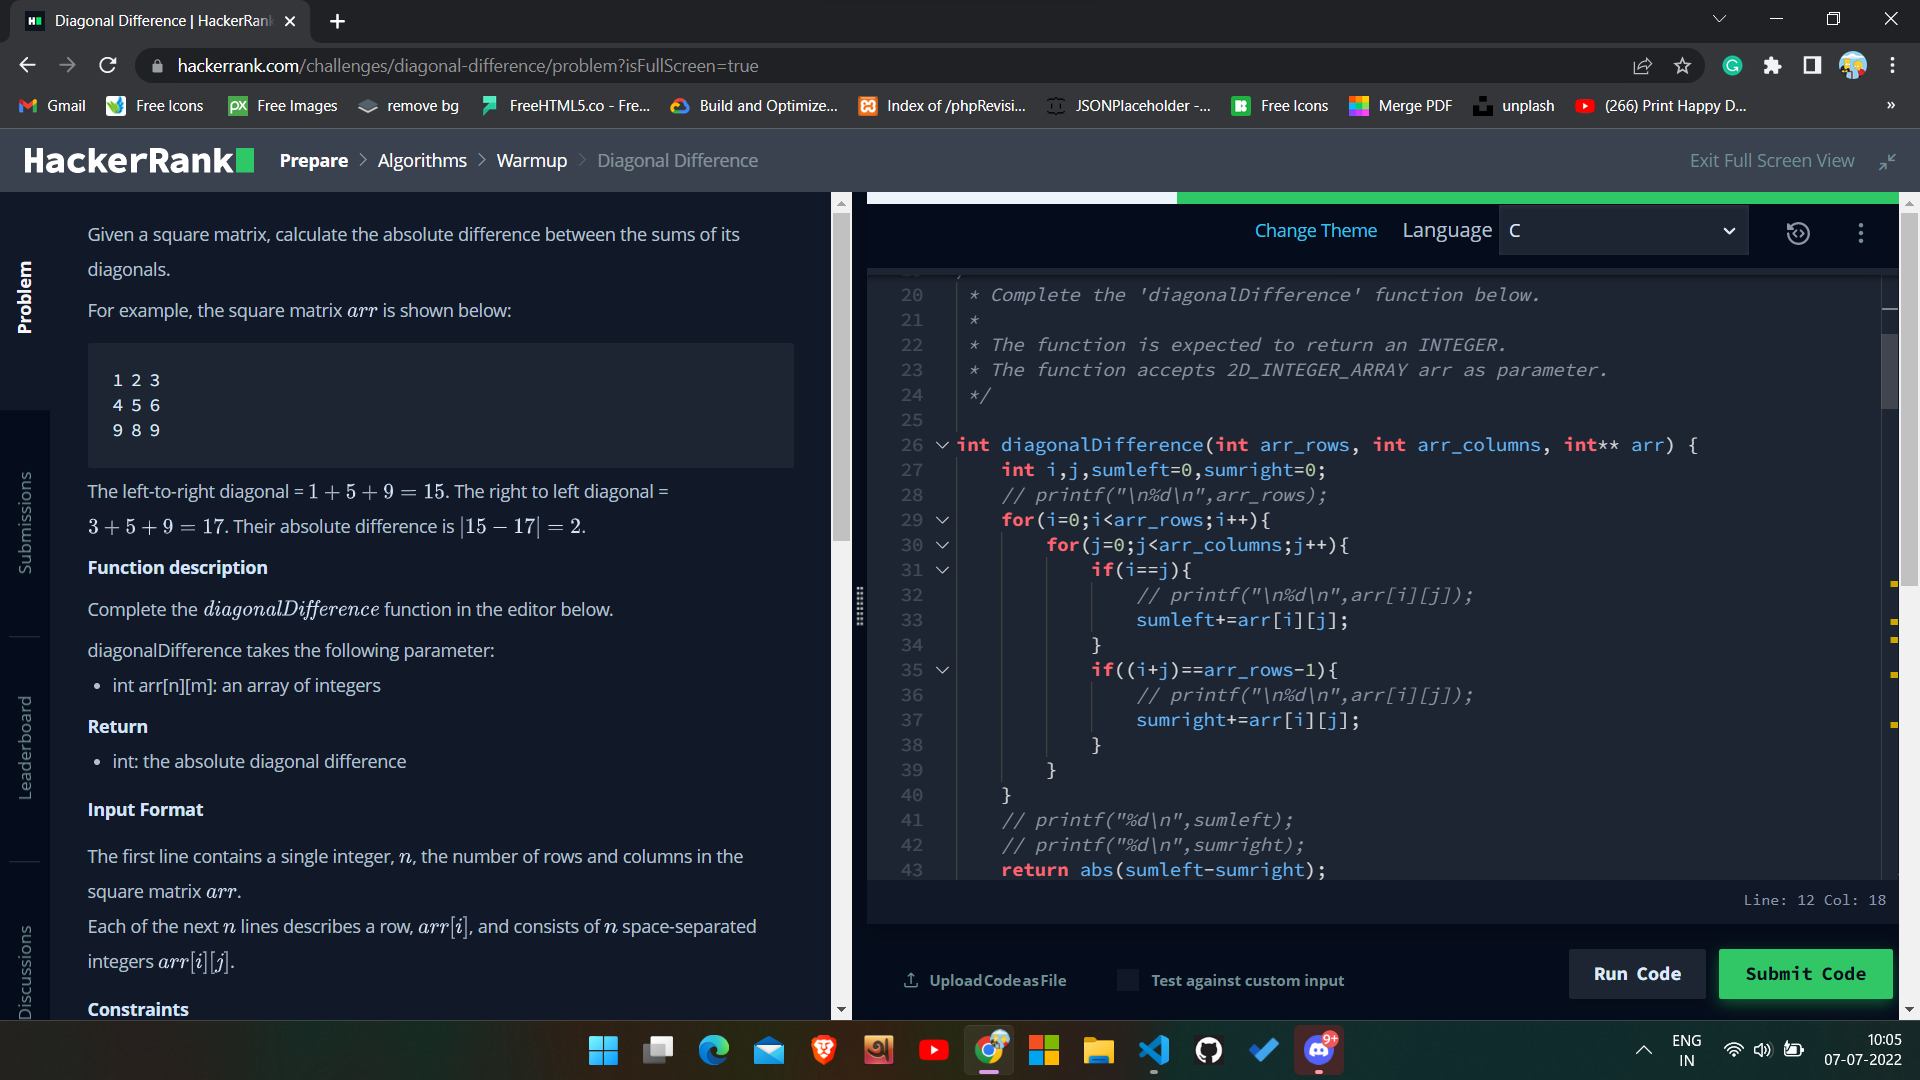 Diagonal Difference | HackerRank
hackerrank.com/challenges/diagonal-difference/problem?isFullScreen=true
Gmail
Free Icons
Free Images
remove bg
FreeHTML5.co - Fre...
Build and Optimize...
Index of /phpRevisi...
JSONPlaceholder -...
Free Icons
Merge PDF
unplash
(266) Print Happy D...
»
HackerRank
Prepare > Algorithms > Warmup > Diagonal Difference
Exit Full Screen View
Problem
Submissions
Leaderboard
Discussions
Given a square matrix, calculate the absolute difference between the sums of its
diagonals.
For example, the square matrix arr is shown below:
1 2 3
4 5 6
9 8 9
The left-to-right diagonal = 1 + 5 + 9 = 15. The right to left diagonal =
3 + 5 + 9 = 17. Their absolute difference is |15 − 17| = 2.
Function description
Complete the diagonalDifference function in the editor below.
diagonalDifference takes the following parameter:
• int arr[n][m]: an array of integers
Return
• int: the absolute diagonal difference
Input Format
The first line contains a single integer, n, the number of rows and columns in the
square matrix arr.
Each of the next n lines describes a row, arr[i], and consists of n space-separated
integers arr[i][j].
Constraints
Change Theme Language C
20 * Complete the 'diagonalDifference' function below.
21 *
22 * The function is expected to return an INTEGER.
23 * The function accepts 2D_INTEGER_ARRAY arr as parameter.
24 */
25
26 int diagonalDifference(int arr_rows, int arr_columns, int** arr) {
27 int i,j,sumleft=0,sumright=0;
28 // printf("\n%d\n",arr_rows);
29 for(i=0;i<arr_rows;i++){
30 for(j=0;j<arr_columns;j++){
31 if(i==j){
32 // printf("\n%d\n",arr[i][j]);
33 sumleft+=arr[i][j];
34 }
35 if((i+j)==arr_rows-1){
36 // printf("\n%d\n",arr[i][j]);
37 sumright+=arr[i][j];
38 }
39 }
40 }
41 // printf("%d\n",sumleft);
42 // printf("%d\n",sumright);
43 return abs(sumleft-sumright);
Line: 12 Col: 18
Upload Code as File
Test against custom input
Run Code
Submit Code
9+
ENG
IN
10:05
07-07-2022